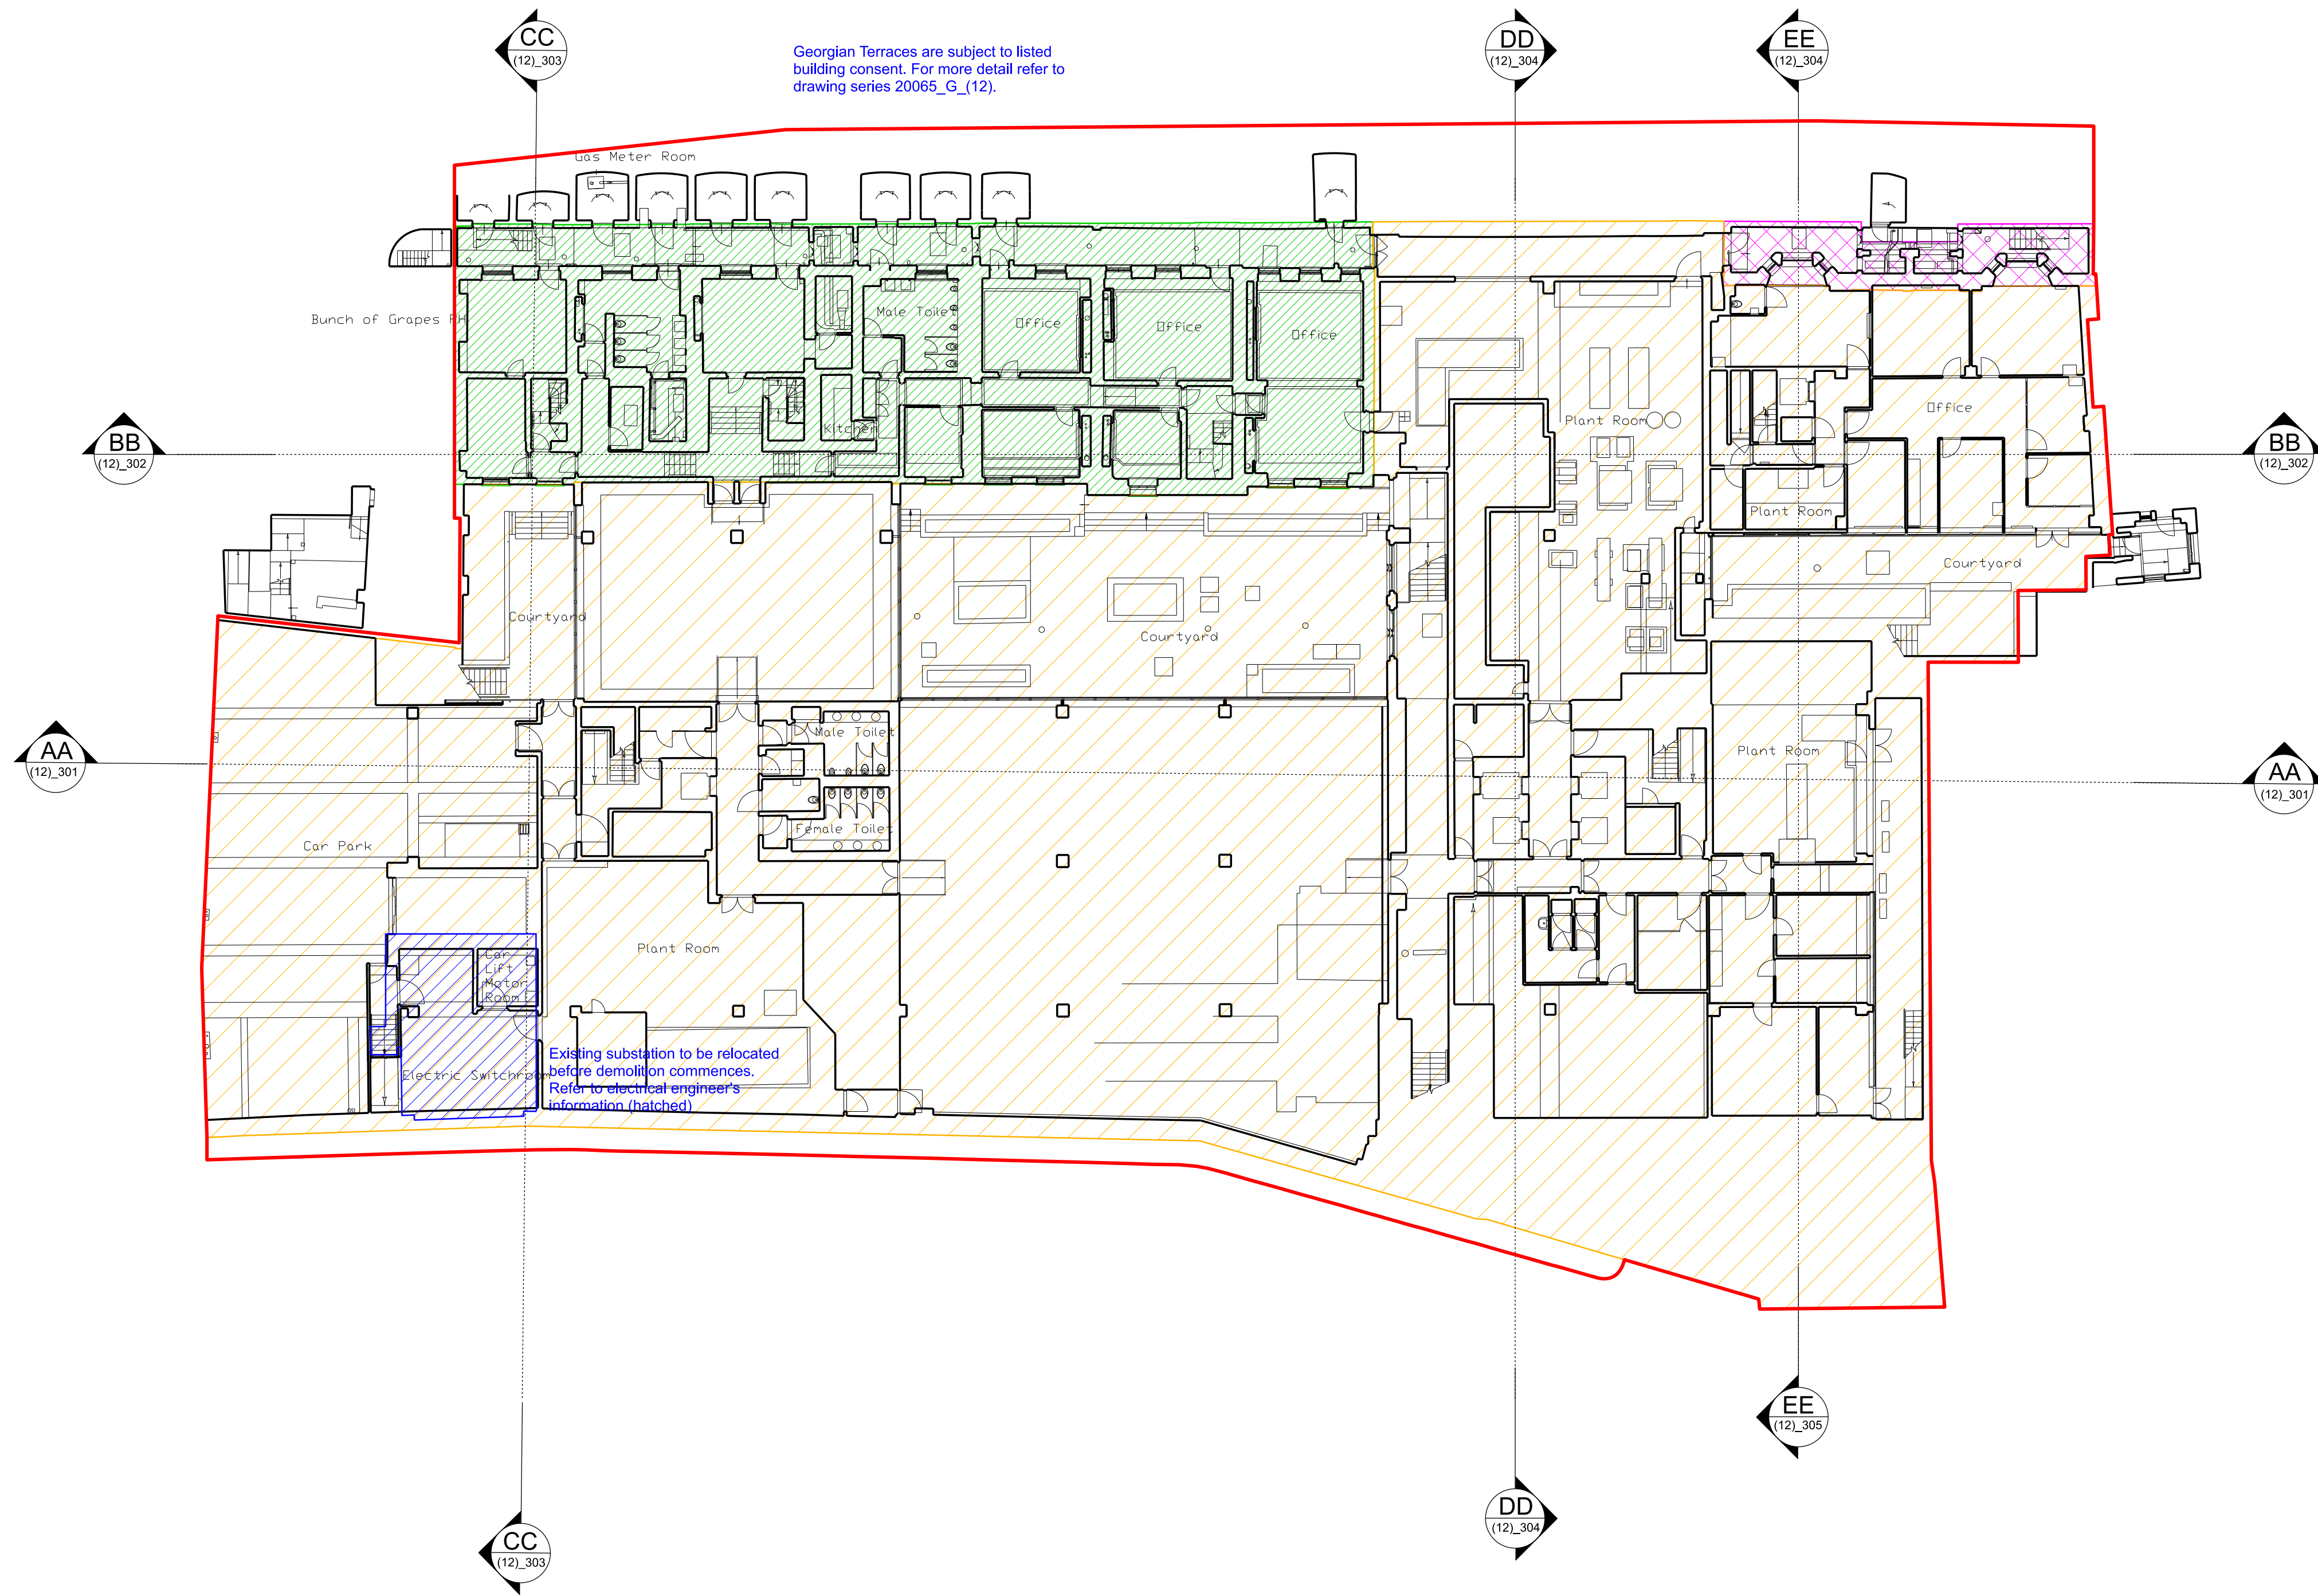 CC
(12)_303
DD
(12)_304
EE
(12)_304
Georgian Terraces are subject to listed
building consent. For more detail refer to
drawing series 20065_G_(12).
Gas Meter Room
Bunch of Grapes PH
Male Toilet
Office
Office
Office
Office
Kitchen
Plant Room
Plant Room
BB
(12)_302
BB
(12)_302
Courtyard
Courtyard
Courtyard
AA
(12)_301
AA
(12)_301
Male Toilet
Female Toilet
Plant Room
Car Park
Plant Room
Car
Lift
Motor
Room
Electric Switchroom
Existing substation to be relocated
before demolition commences.
Refer to electrical engineer's
information (hatched)
EE
(12)_305
DD
(12)_304
CC
(12)_303